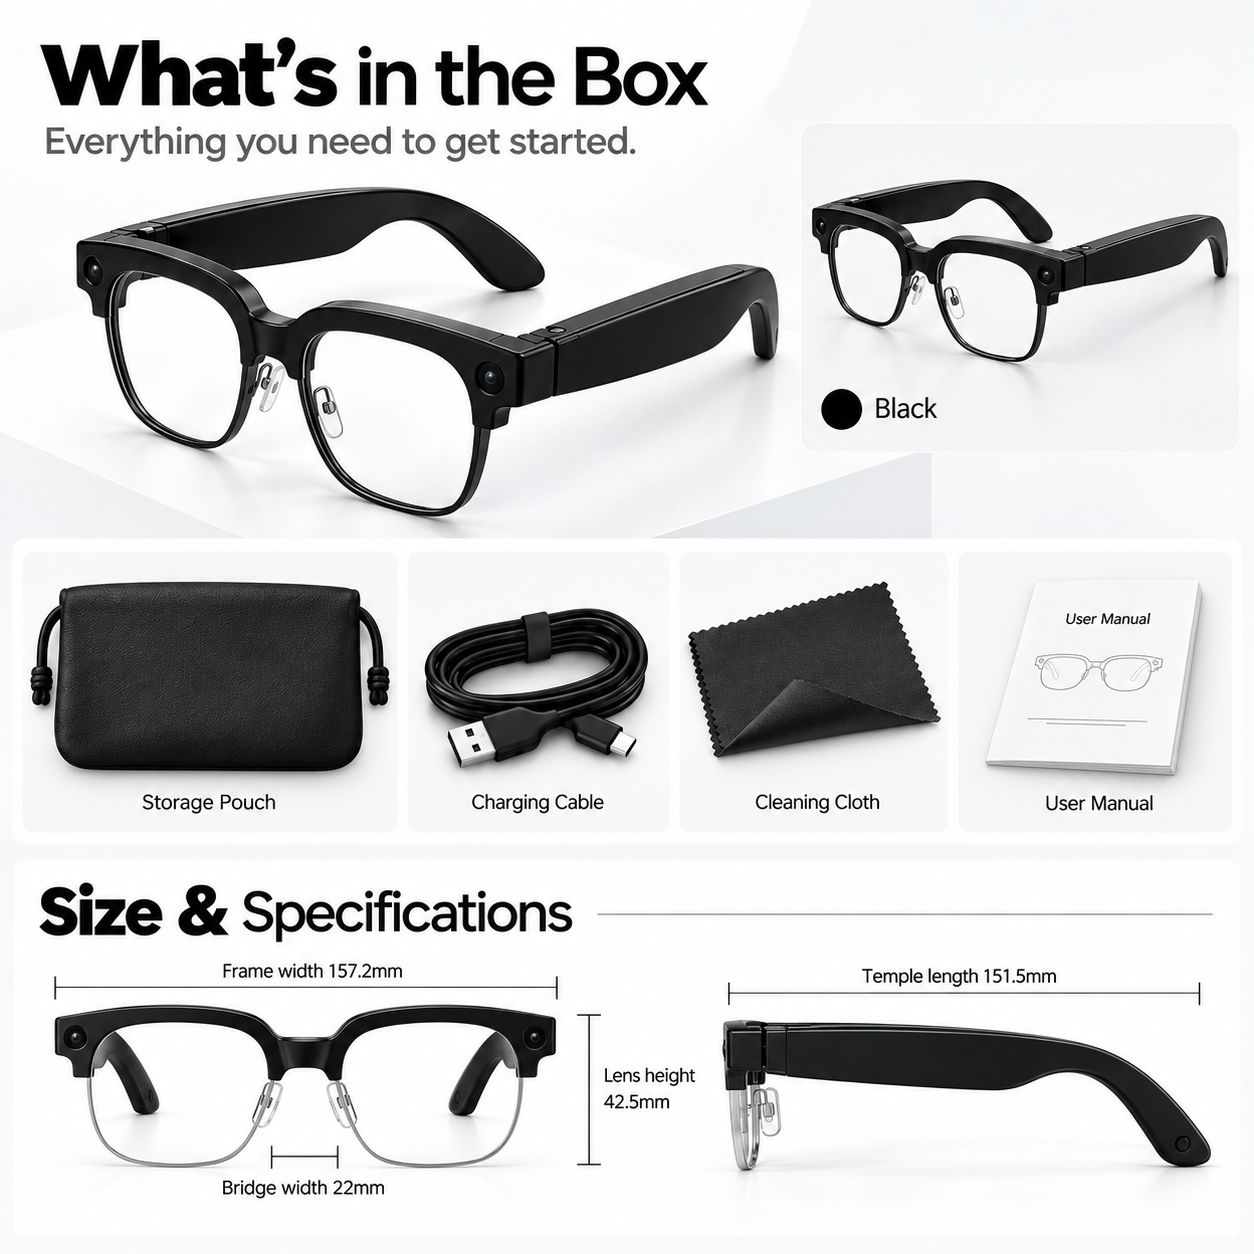 What's in the Box
Everything you need to get started.
Black
User Manual
Storage Pouch
Charging Cable
Cleaning Cloth
User Manual
Size & Specifications
Frame width 157.2mm
Temple length 151.5mm
Lens height
42.5mm
Bridge width 22mm